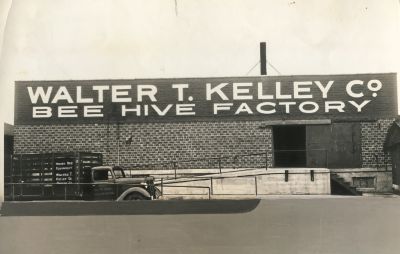 WALTER T. KELLEY Co
BEE HIVE FACTORY